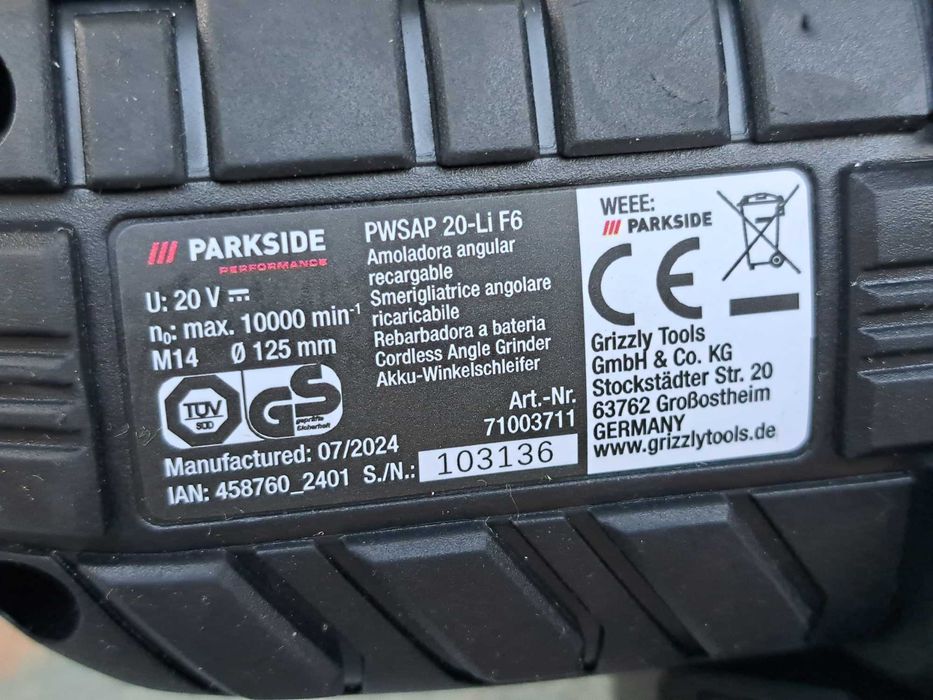 PARKSIDE
PERFORMANCE
U: 20 V
n₀: max. 10000 min⁻¹
M14 Ø 125 mm
TÜV
SÜD
GS
geprüfte
Sicherheit
Manufactured: 07/2024
IAN: 458760_2401 S./N.: 103136
PWSAP 20-Li F6
Amoladora angular
recargable
Smerigliatrice angolare
ricaricabile
Rebarbadora a bateria
Cordless Angle Grinder
Akku-Winkelschleifer
Art.-Nr.
71003711
WEEE:
PARKSIDE
CE
Grizzly Tools
GmbH & Co. KG
Stockstädter Str. 20
63762 Großostheim
GERMANY
www.grizzlytools.de